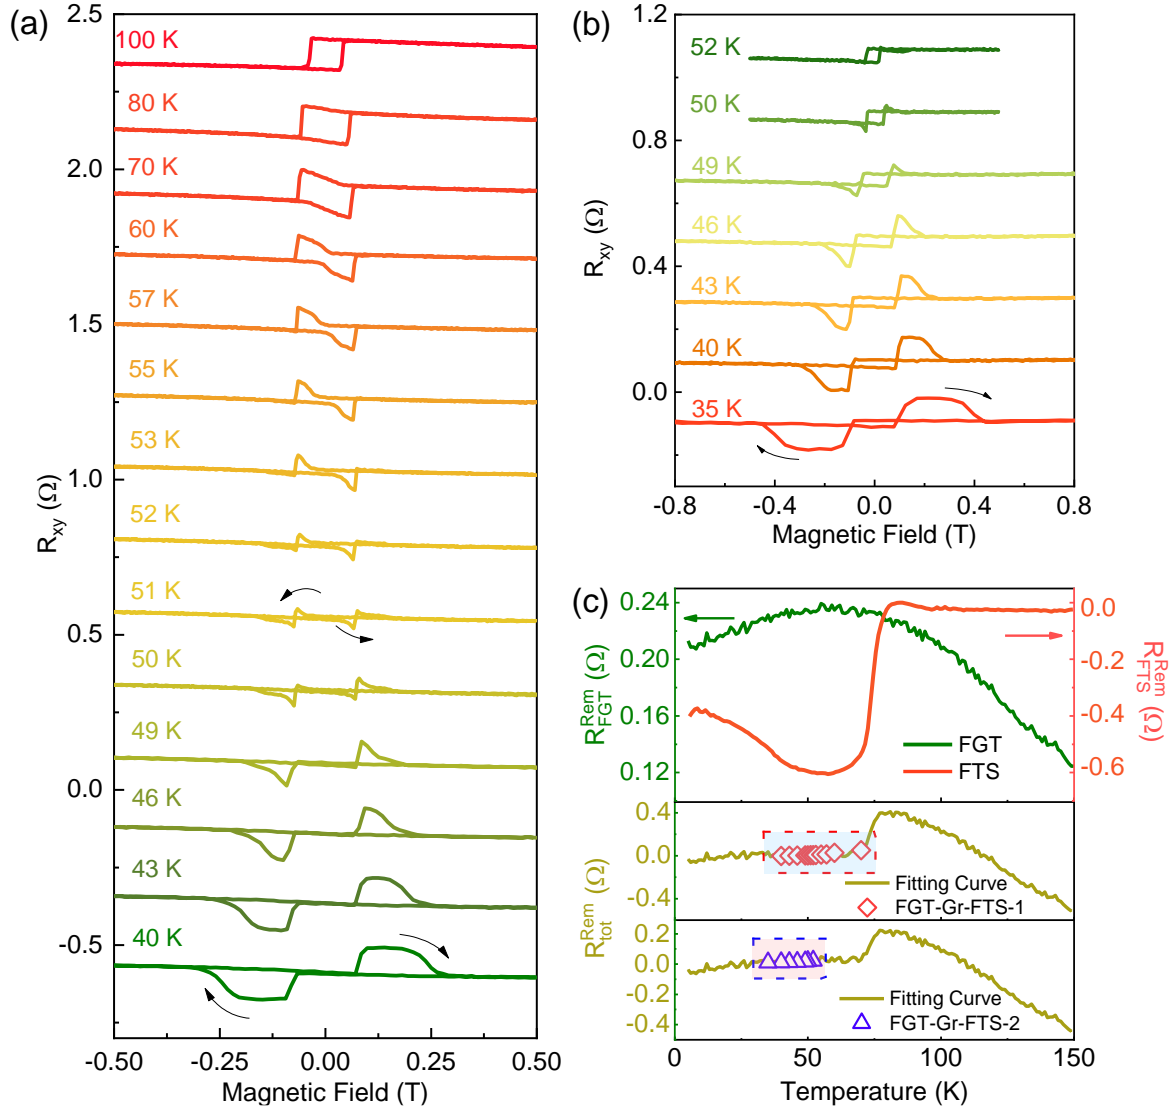 (a)
2.5
2.0
1.5
1.0
0.5
0.0
-0.5
R_xy (Ω)
100 K
80 K
70 K
60 K
57 K
55 K
53 K
52 K
51 K
50 K
49 K
46 K
43 K
40 K
-0.50 -0.25 0.00 0.25 0.50
Magnetic Field (T)
(b)
1.2
0.8
0.4
0.0
R_xy (Ω)
52 K
50 K
49 K
46 K
43 K
40 K
35 K
-0.8 -0.4 0.0 0.4 0.8
Magnetic Field (T)
(c)
0.24
0.20
0.16
0.12
R_FGT^Rem (Ω)
0.0
-0.2
-0.4
-0.6
R_FTS^Rem (Ω)
FGT
FTS
0.4
0.0
-0.4
Fitting Curve
FGT-Gr-FTS-1
R_tot^Rem (Ω)
0.2
0.0
-0.2
-0.4
Fitting Curve
FGT-Gr-FTS-2
0 50 100 150
Temperature (K)